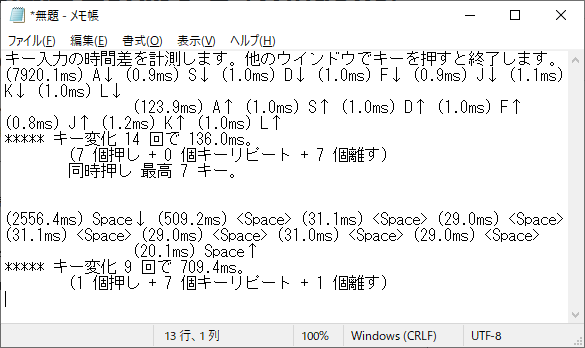 *無題 - メモ帳
ファイル(F) 編集(E) 書式(O) 表示(V) ヘルプ(H)
キー入力の時間差を計測します。他のウインドウでキーを押すと終了します。
(7920.1ms) A↓ (0.9ms) S↓ (1.0ms) D↓ (1.0ms) F↓ (0.9ms) J↓ (1.1ms)
K↓ (1.0ms) L↓
(123.9ms) A↑ (1.0ms) S↑ (1.0ms) D↑ (1.0ms) F↑
(0.8ms) J↑ (1.2ms) K↑ (1.0ms) L↑
***** キー変化 14 回で 136.0ms。
(7 個押し + 0 個キーリピート + 7 個離す)
同時押し 最高 7 キー。
(2556.4ms) Space↓ (509.2ms) <Space> (31.1ms) <Space> (29.0ms) <Space>
(31.1ms) <Space> (29.0ms) <Space> (31.0ms) <Space> (29.0ms) <Space>
(20.1ms) Space↑
***** キー変化 9 回で 709.4ms。
(1 個押し + 7 個キーリピート + 1 個離す)
13 行、1 列 100% Windows (CRLF) UTF-8